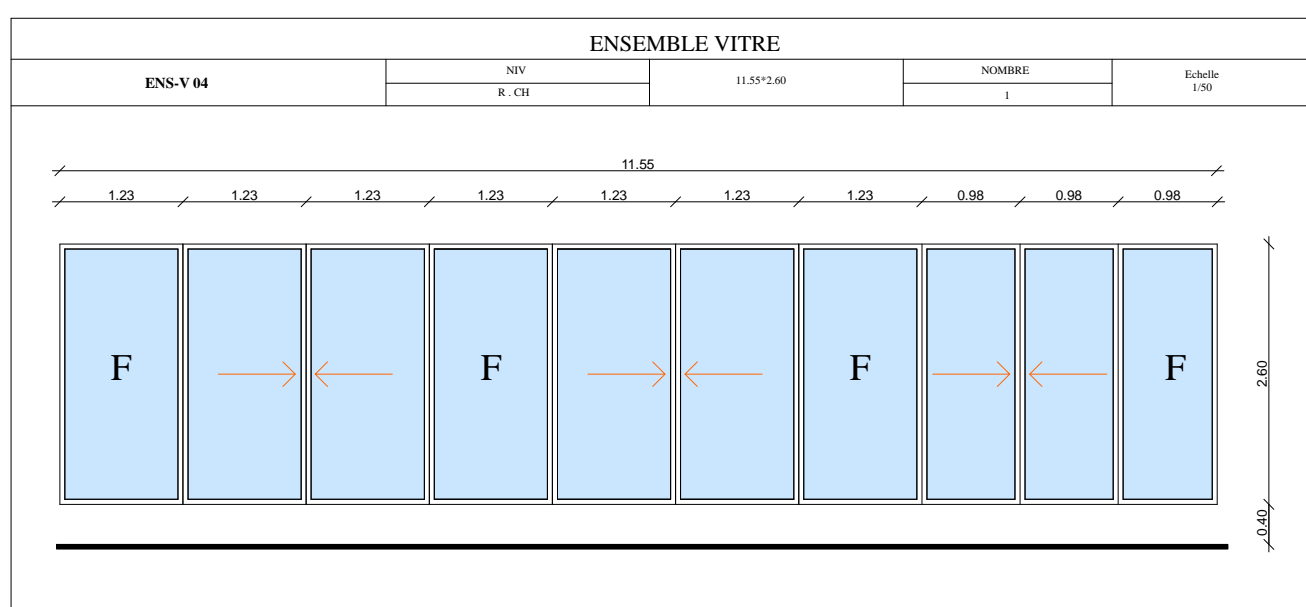 ENSEMBLE VITRE
ENS-V 04
NIV
R . CH
11.55*2.60
NOMBRE
1
Echelle
1/50
11.55
1.23 1.23 1.23 1.23 1.23 1.23 1.23 0.98 0.98 0.98
F F F F
2.60
0.40